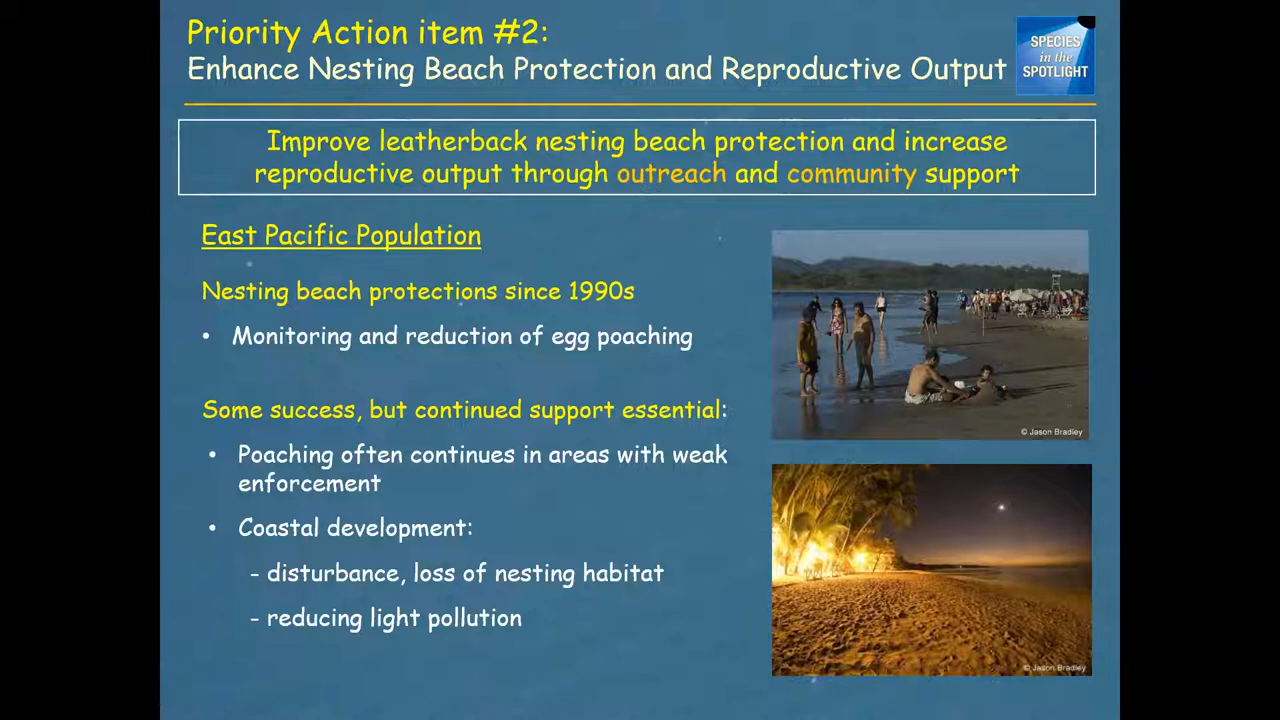 Priority Action item #2:
Enhance Nesting Beach Protection and Reproductive Output
SPECIES
in the
SPOTLIGHT
Improve leatherback nesting beach protection and increase
reproductive output through outreach and community support
East Pacific Population
Nesting beach protections since 1990s
• Monitoring and reduction of egg poaching
Some success, but continued support essential:
• Poaching often continues in areas with weak
enforcement
• Coastal development:
- disturbance, loss of nesting habitat
- reducing light pollution
© Jason Bradley
© Jason Bradley